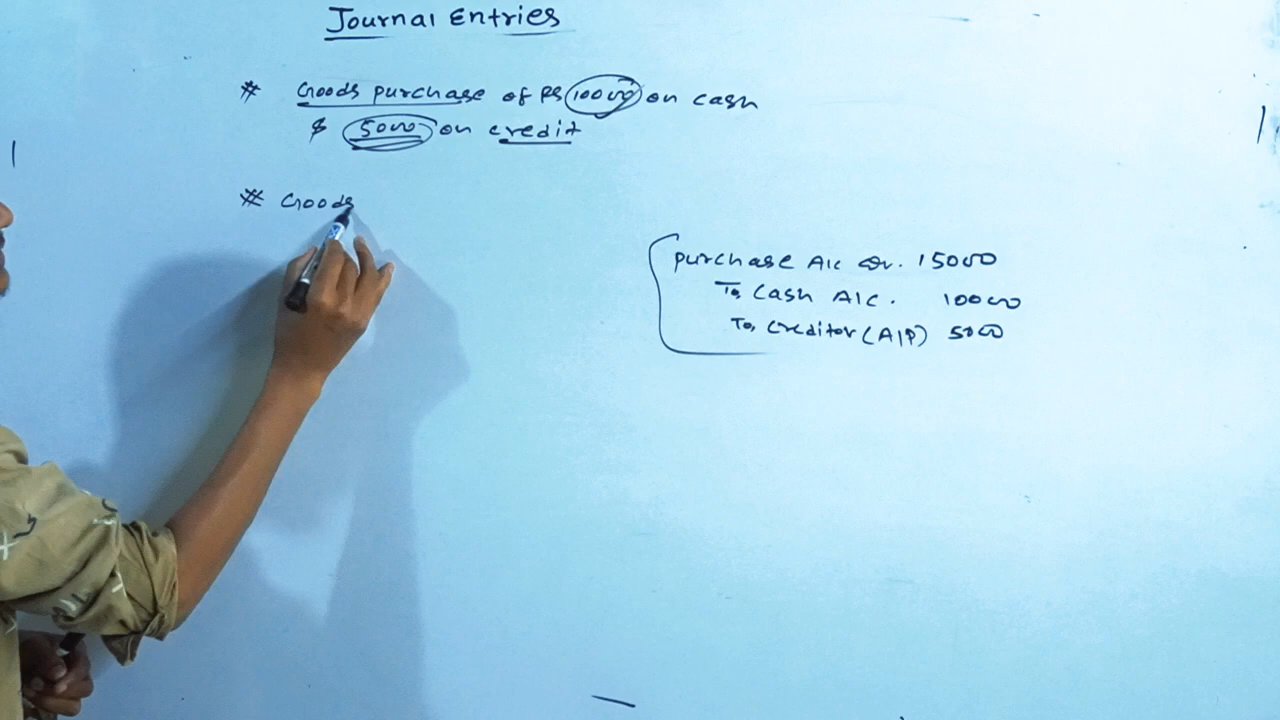 Journal Entries
* Goods purchase of RS 10000 on cash
& 5000 on credit
* Goods
purchase A/c Dr. 15000
To, Cash A/c. 10000
To, Creditor (A/P) 5000